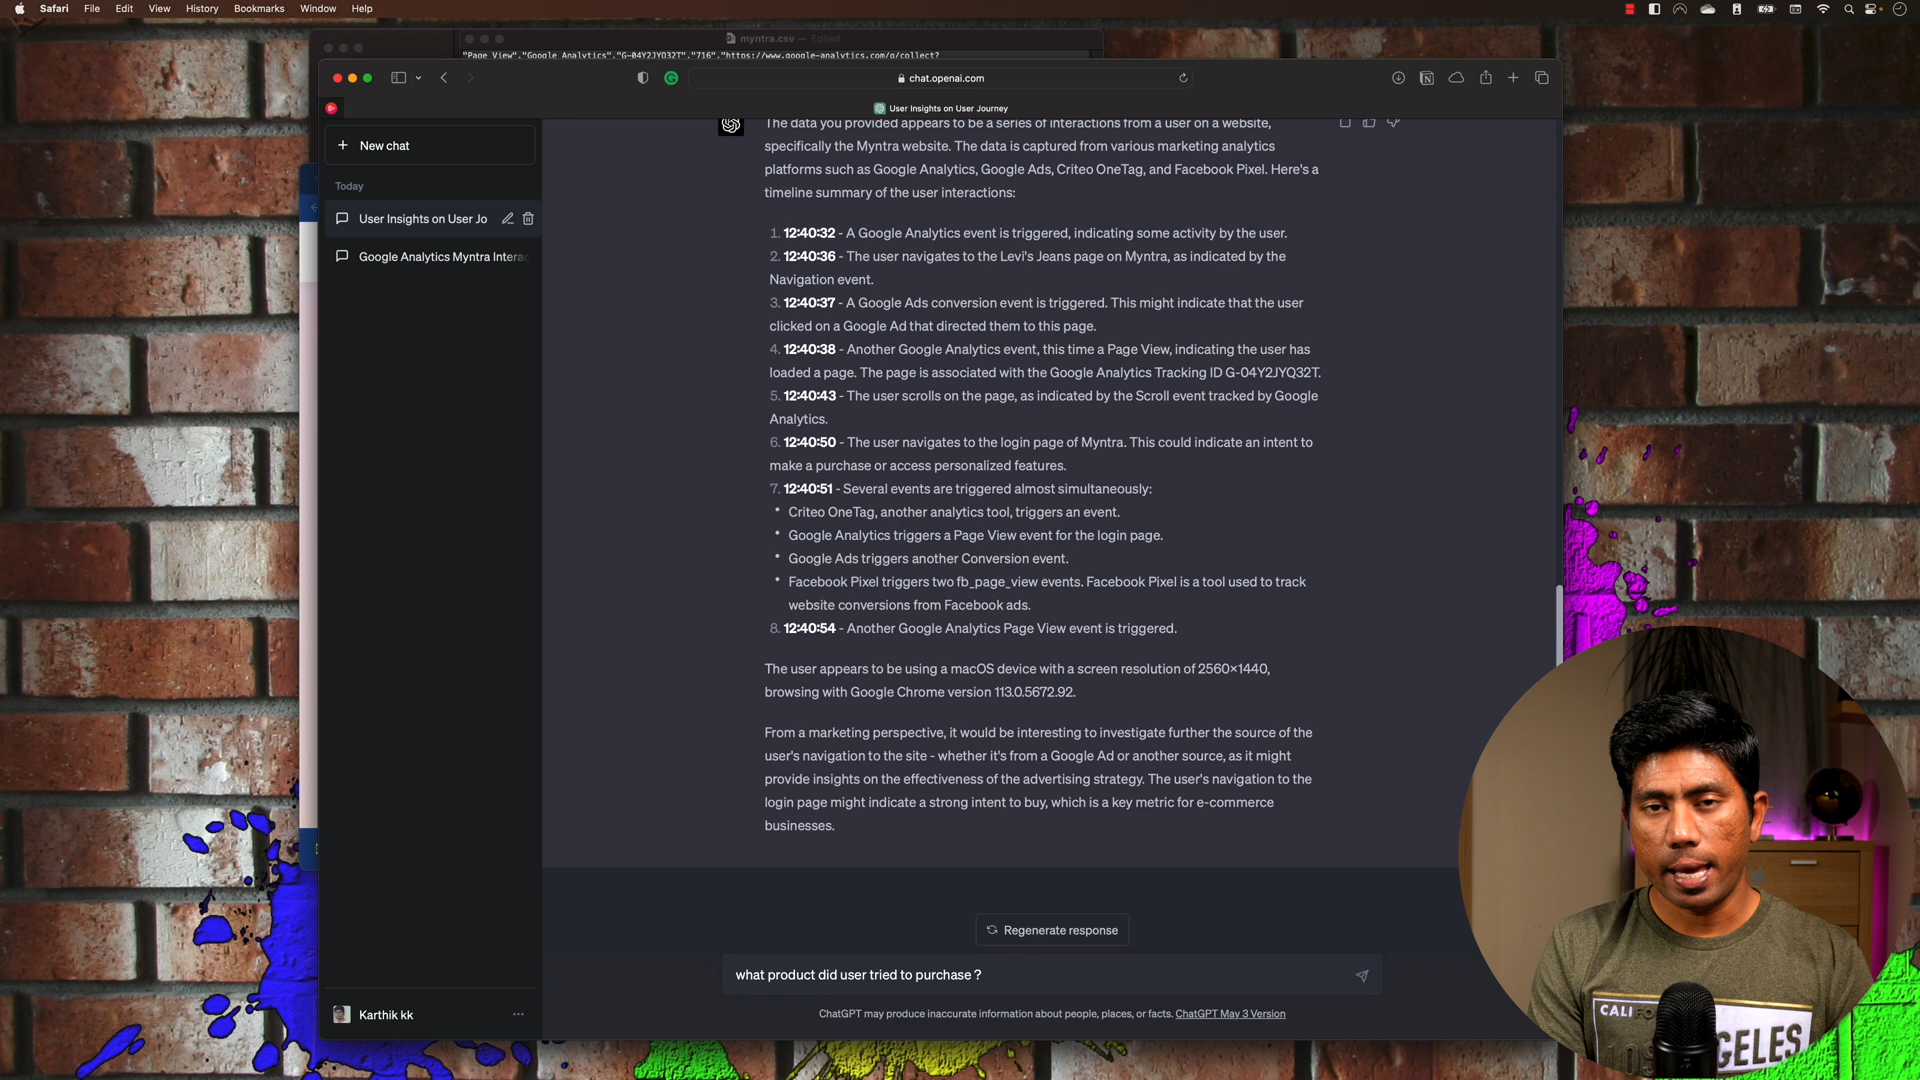 Safari File Edit View History Bookmarks Window Help
myntra.csv — Edited
"Page View","Google Analytics","G-04Y2JYQ32T","716","https://www.google-analytics.com/g/collect?
chat.openai.com
User Insights on User Journey
New chat
Today
User Insights on User Jo
Google Analytics Myntra Interac
Karthik kk
The data you provided appears to be a series of interactions from a user on a website,
specifically the Myntra website. The data is captured from various marketing analytics
platforms such as Google Analytics, Google Ads, Criteo OneTag, and Facebook Pixel. Here's a
timeline summary of the user interactions:
1. 12:40:32 - A Google Analytics event is triggered, indicating some activity by the user.
2. 12:40:36 - The user navigates to the Levi's Jeans page on Myntra, as indicated by the
Navigation event.
3. 12:40:37 - A Google Ads conversion event is triggered. This might indicate that the user
clicked on a Google Ad that directed them to this page.
4. 12:40:38 - Another Google Analytics event, this time a Page View, indicating the user has
loaded a page. The page is associated with the Google Analytics Tracking ID G-04Y2JYQ32T.
5. 12:40:43 - The user scrolls on the page, as indicated by the Scroll event tracked by Google
Analytics.
6. 12:40:50 - The user navigates to the login page of Myntra. This could indicate an intent to
make a purchase or access personalized features.
7. 12:40:51 - Several events are triggered almost simultaneously:
• Criteo OneTag, another analytics tool, triggers an event.
• Google Analytics triggers a Page View event for the login page.
• Google Ads triggers another Conversion event.
• Facebook Pixel triggers two fb_page_view events. Facebook Pixel is a tool used to track
website conversions from Facebook ads.
8. 12:40:54 - Another Google Analytics Page View event is triggered.
The user appears to be using a macOS device with a screen resolution of 2560x1440,
browsing with Google Chrome version 113.0.5672.92.
From a marketing perspective, it would be interesting to investigate further the source of the
user's navigation to the site - whether it's from a Google Ad or another source, as it might
provide insights on the effectiveness of the advertising strategy. The user's navigation to the
login page might indicate a strong intent to buy, which is a key metric for e-commerce
businesses.
Regenerate response
what product did user tried to purchase ?
ChatGPT may produce inaccurate information about people, places, or facts. ChatGPT May 3 Version